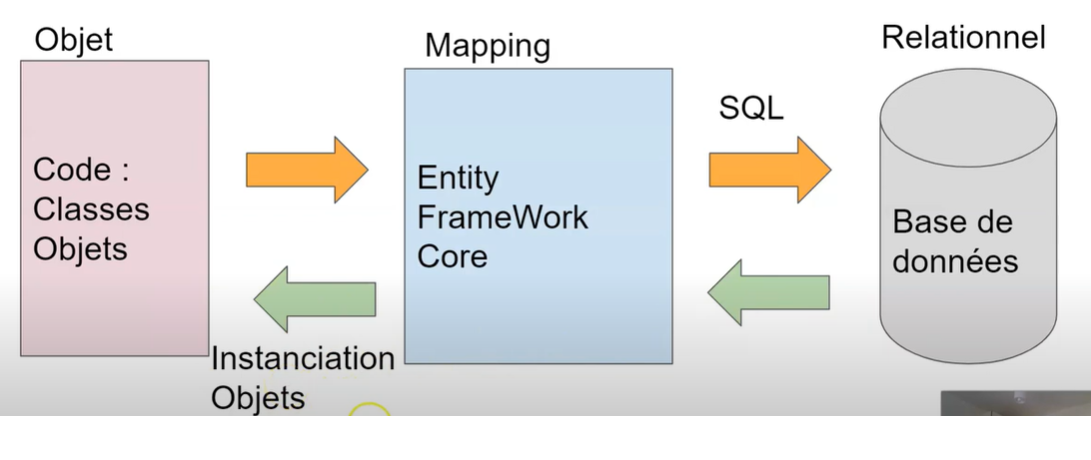 Objet
Code :
Classes
Objets
Instanciation
Objets
Mapping
Entity
FrameWork
Core
SQL
Relationnel
Base de
données